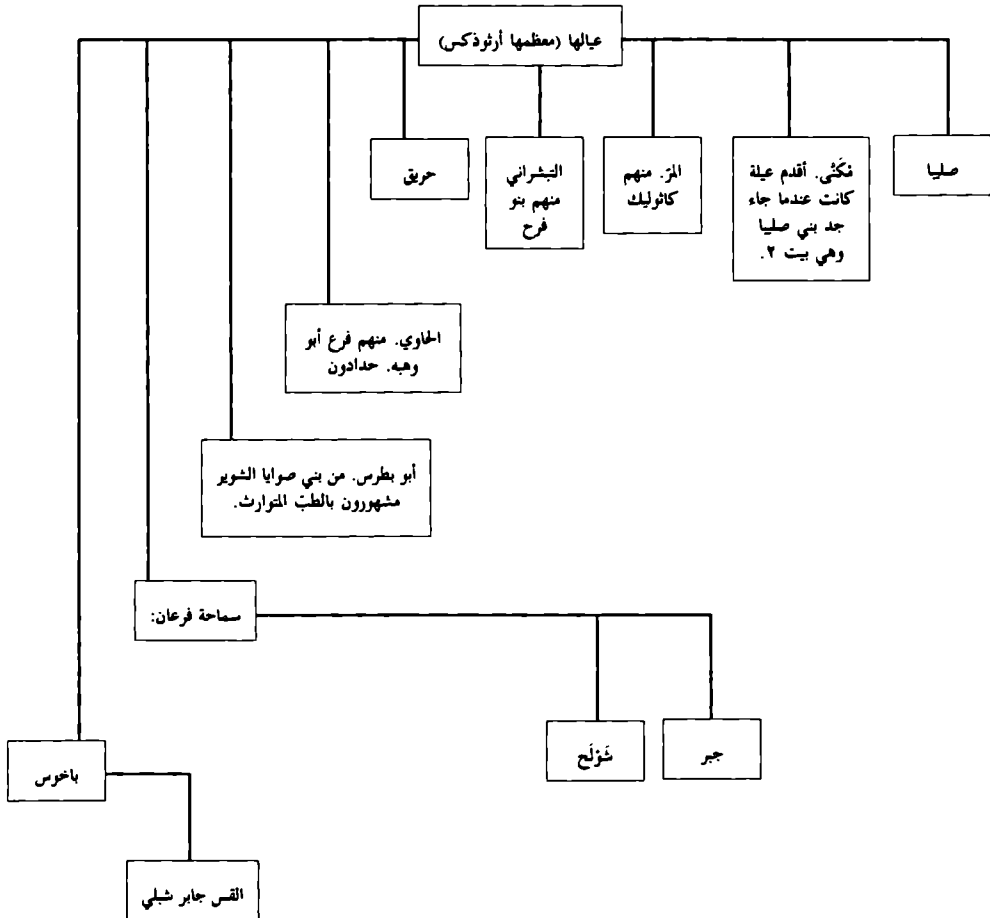 عيالها (معظمها أرثوذكس)
صليبا
مُكَنّى. أقدم عيلة
كانت عندما جاء
جد بني صليبا
وهي بيت ٢.
المرّ. منهم
كاثوليك
التبشراني
منهم بنو
فرح
حريق
الحاوي. منهم فرع أبو
وهبه. حدادون
أبو بطرس. من بني صوايا الشوير
مشهورون بالطبّ المتوارث.
سماحة فرعان:
جبر
شَوْلَح
باخوس
القس جابر شبلي